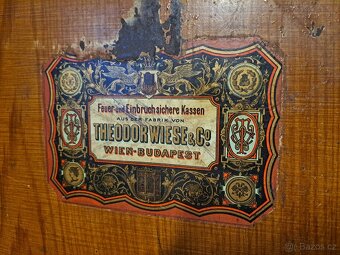 Feuer- und Einbruchsichere Kassen
AUS DER FABRIK VON
THEODOR WIESE & Cº
WIEN-BUDAPEST